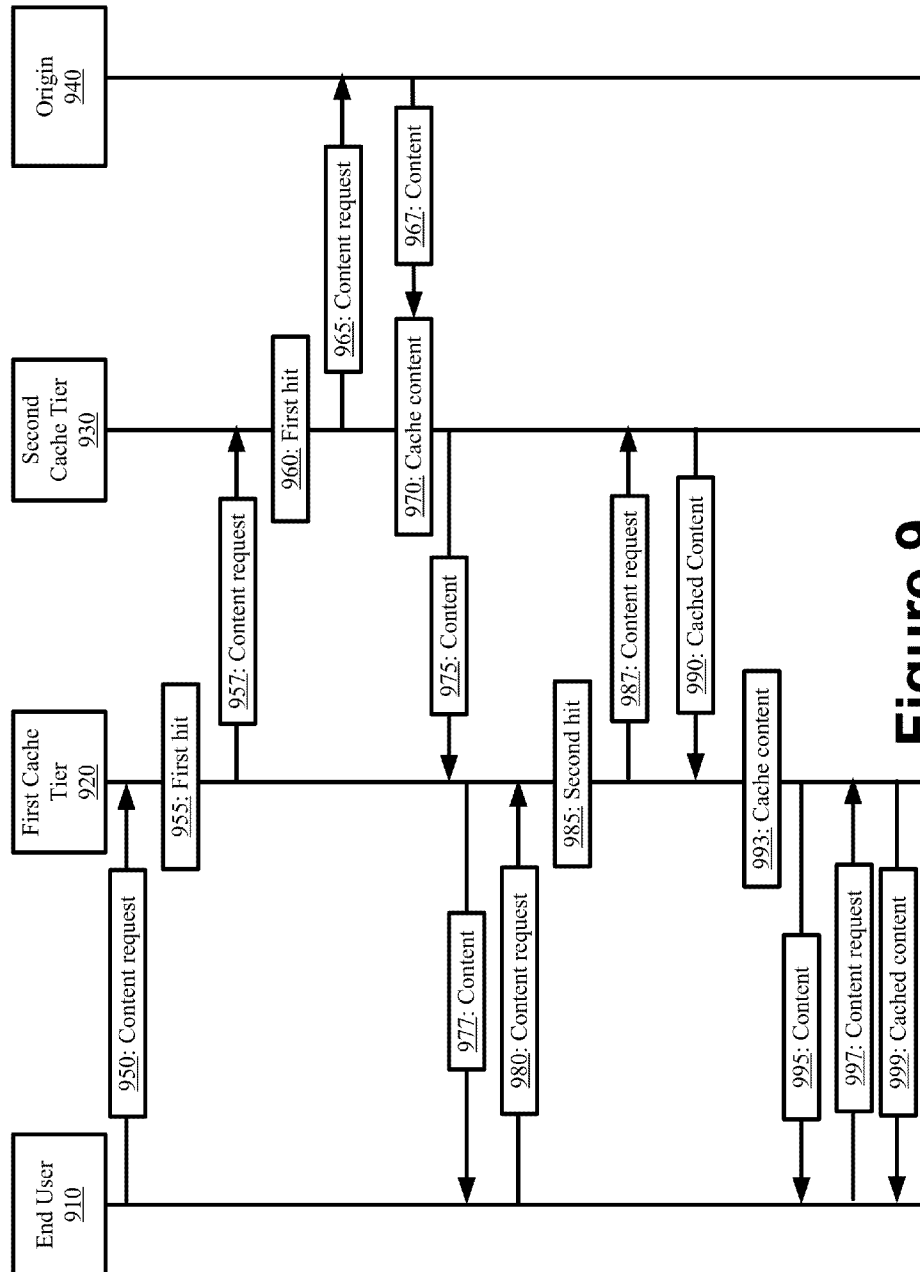 End User
910
First Cache
Tier
920
Second
Cache Tier
930
Origin
940
950: Content request
955: First hit
957: Content request
960: First hit
965: Content request
967: Content
970: Cache content
975: Content
977: Content
980: Content request
985: Second hit
987: Content request
990: Cached Content
993: Cache content
995: Content
997: Content request
999: Cached content
Figure 9